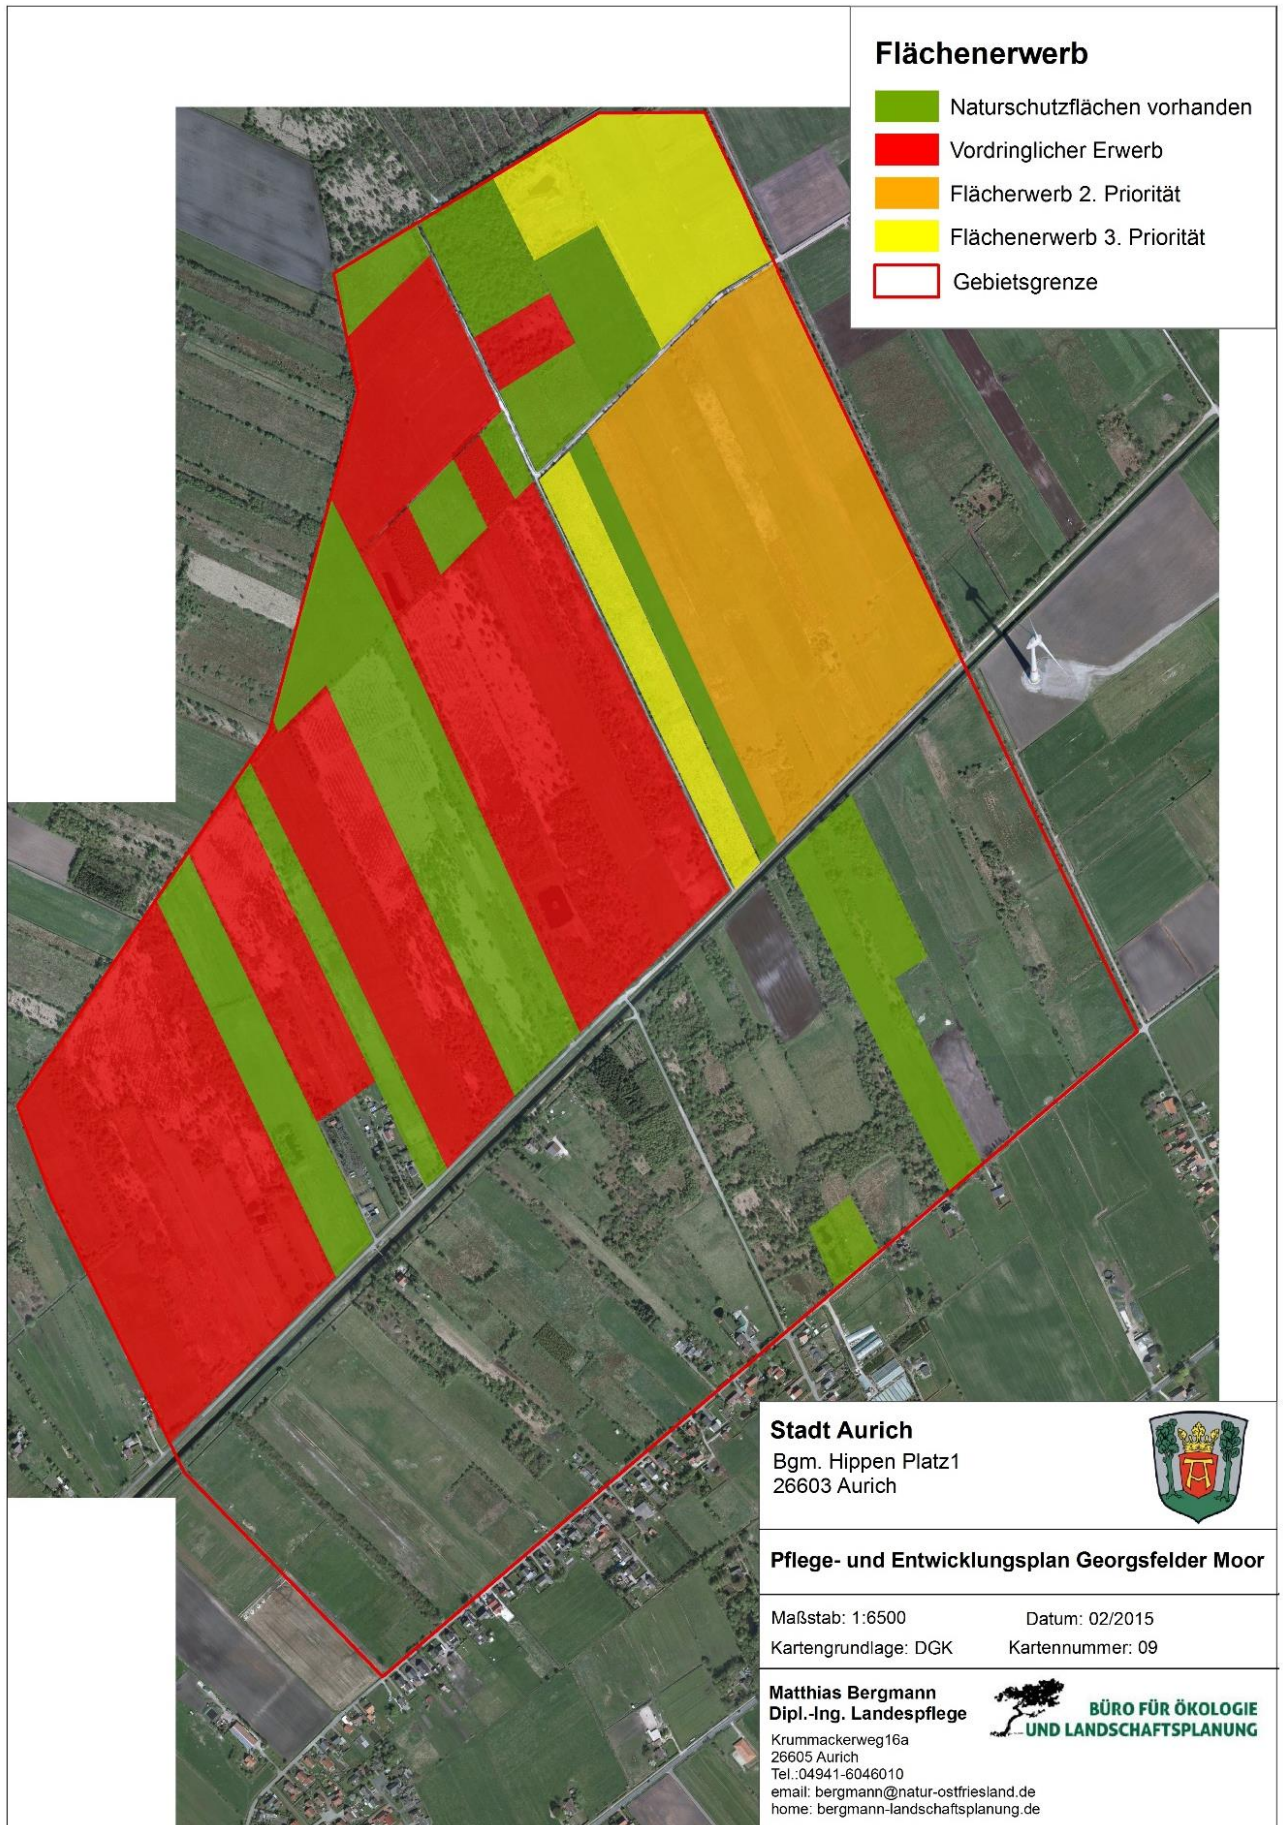 Flächenerwerb
Naturschutzflächen vorhanden
Vordringlicher Erwerb
Flächerwerb 2. Priorität
Flächenerwerb 3. Priorität
Gebietsgrenze
Stadt Aurich
Bgm. Hippen Platz1
26603 Aurich
Pflege- und Entwicklungsplan Georgsfelder Moor
Maßstab: 1:6500 Datum: 02/2015
Kartengrundlage: DGK Kartennummer: 09
Matthias Bergmann
Dipl.-Ing. Landespflege
Krummackerweg16a
26605 Aurich
Tel.:04941-6046010
email: bergmann@natur-ostfriesland.de
home: bergmann-landschaftsplanung.de
BÜRO FÜR ÖKOLOGIE
UND LANDSCHAFTSPLANUNG